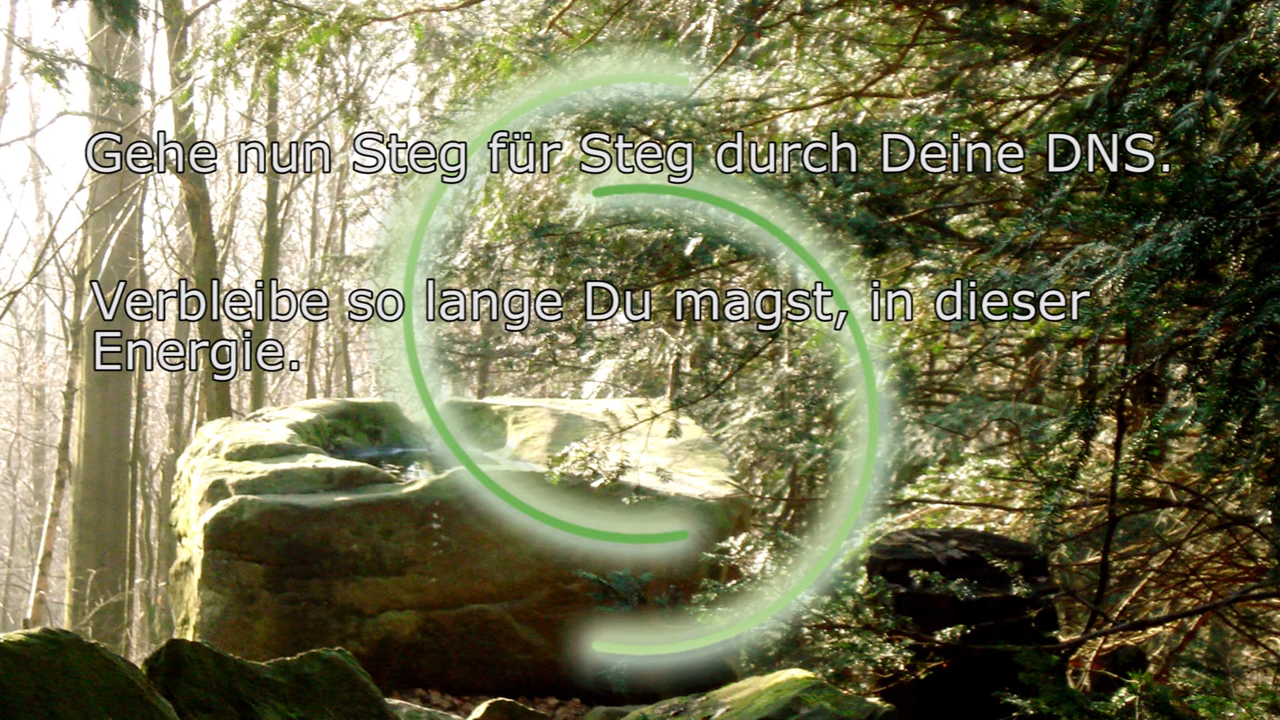 Gehe nun Steg für Steg durch Deine DNS.
Verbleibe so lange Du magst, in dieser
Energie.